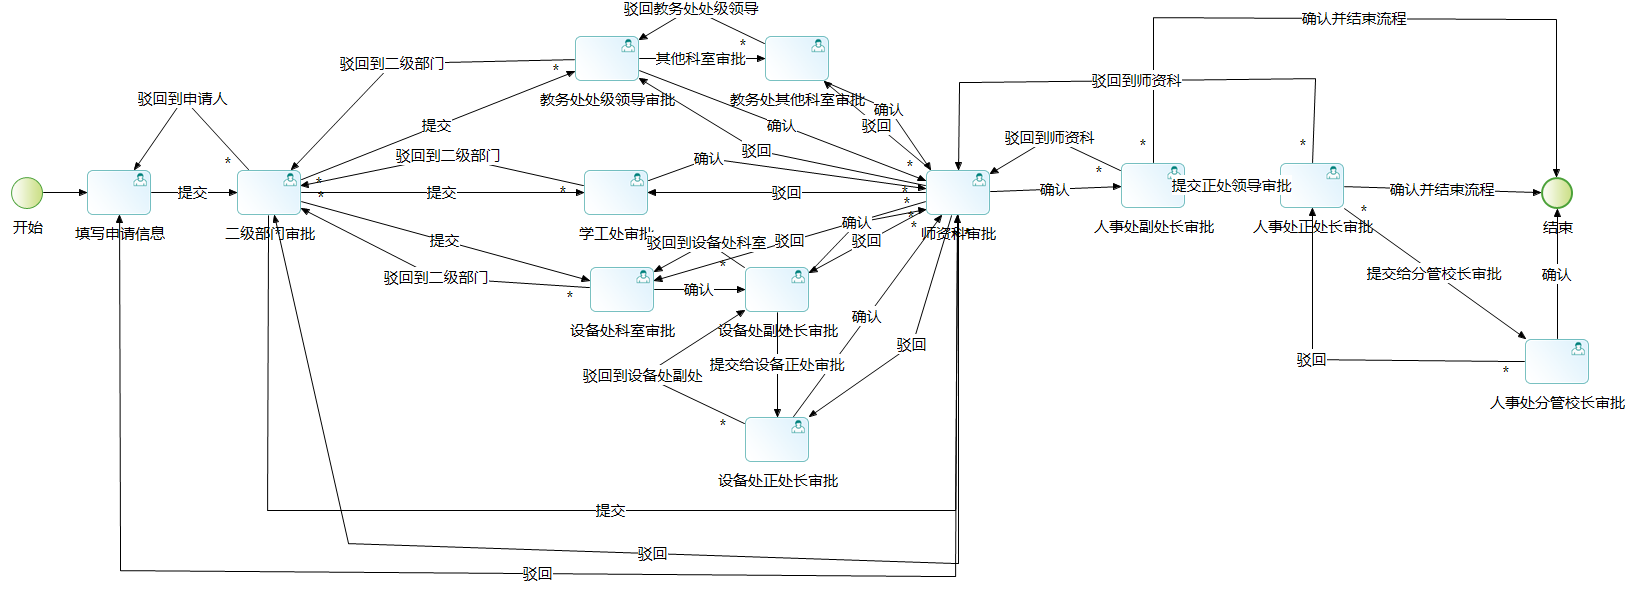 驳回教务处处级领导
确认并结束流程
其他科室审批
驳回到二级部门
驳回到师资科
驳回到申请人
教务处处级领导审批
教务处其他科室审批
确认
提交
确认
驳回
驳回到师资科
驳回
驳回到二级部门
确认
提交
提交
驳回
确认
提交正处领导审批
确认并结束流程
开始
填写申请信息
二级部门审批
学工处审批
师资科审批
人事处副处长审批
人事处正处长审批
结束
确认
提交
驳回到设备处科室
驳回
驳回
驳回到二级部门
提交给分管校长审批
确认
确认
设备处科室审批
设备处副处长审批
确认
驳回
提交给设备正处审批
驳回
驳回到设备处副处
人事处分管校长审批
设备处正处长审批
提交
驳回
驳回